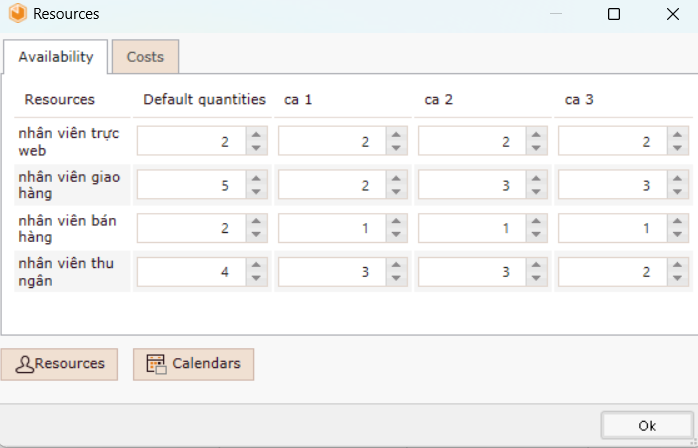 Resources
Availability Costs
Resources Default quantities ca 1 ca 2 ca 3
nhân viên trực
web
2 2 2 2
nhân viên giao
hàng
5 2 3 3
nhân viên bán
hàng
2 1 1 1
nhân viên thu
ngân
4 3 3 2
Resources Calendars
Ok